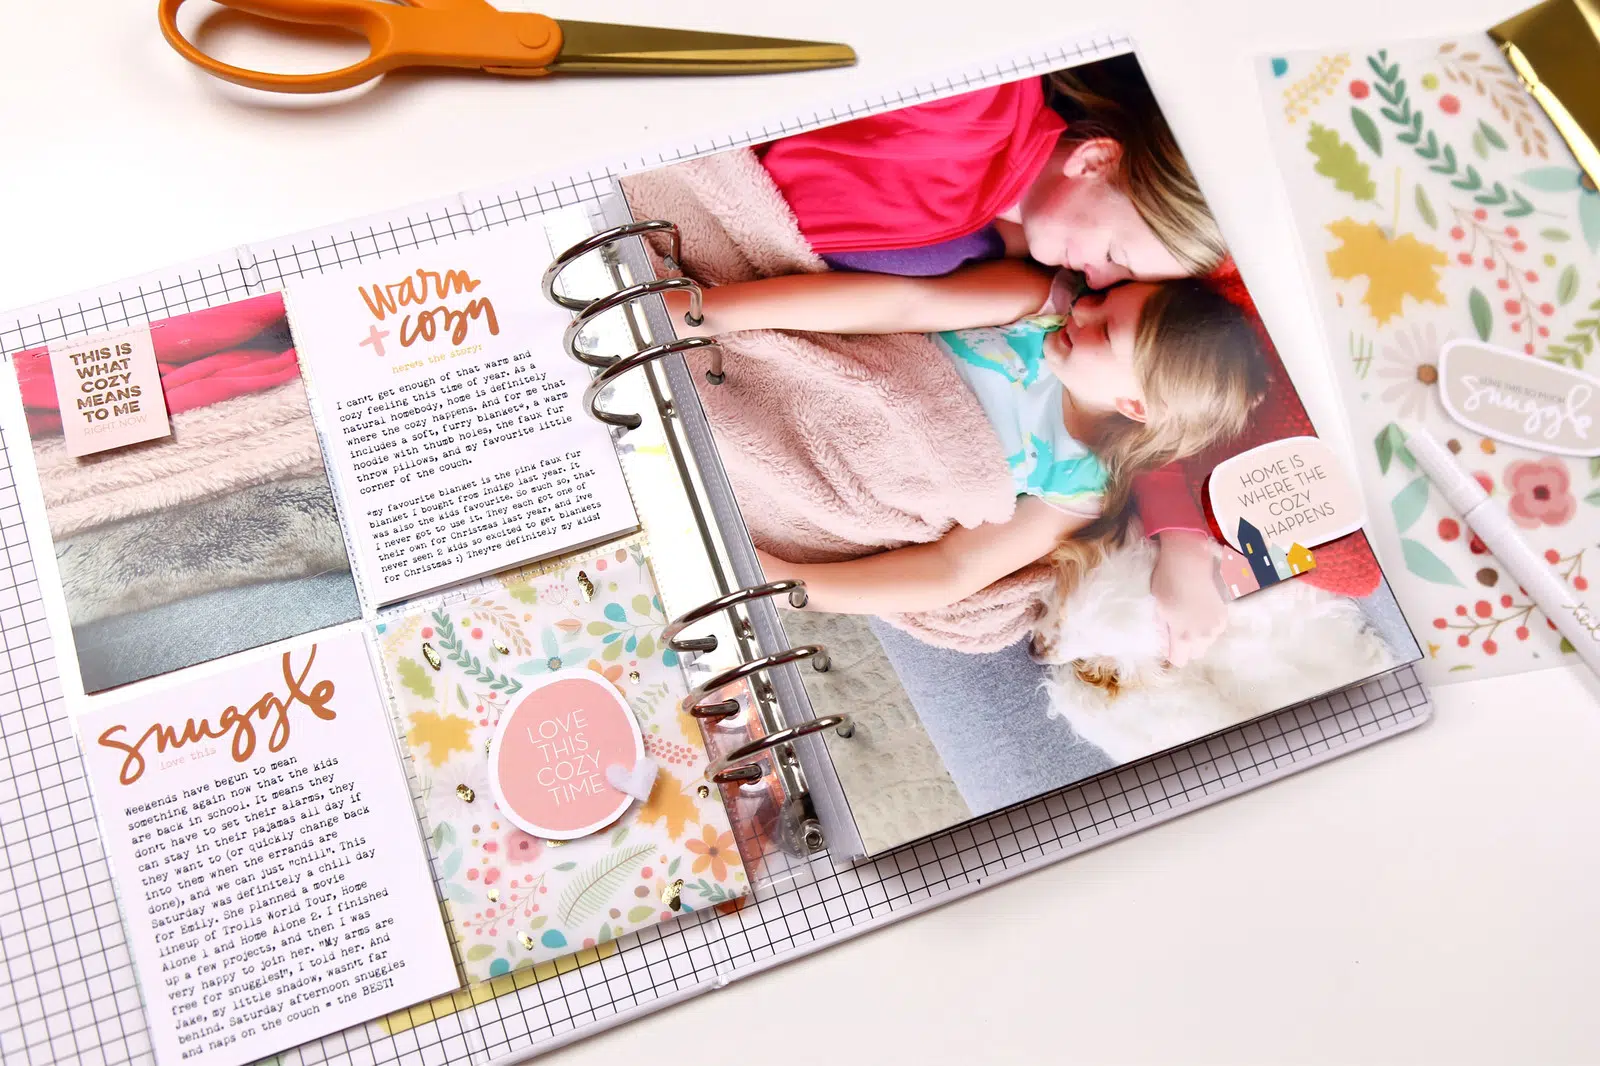 THIS IS
WHAT
COZY
MEANS
TO ME
RIGHT NOW
warm
+ cozy
here's the story:
I can't get enough of that warm and
cozy feeling this time of year. As a
natural homebody, home is definitely
where the cozy happens. And for me that
includes a soft, furry blanket*, a warm
hoodie with thumb holes, the faux fur
throw pillows, and my favourite little
corner of the couch.
*my favourite blanket is the pink faux fur
blanket I bought from Indigo last year. It
was also the kids favourite. So much so, that
I never got to use it. They each got one of
their own for Christmas last year, and I've
never seen 2 kids so excited to get blankets
for Christmas :) They're definitely my kids!
snuggle
love this
Weekends have begun to mean
something again now that the kids
are back in school. It means they
don't have to set their alarms, they
can stay in their pajamas all day if
they want to (or quickly change back
into them when the errands are
done), and we can just "chill". This
Saturday was definitely a chill day
for Emily. She planned a movie
lineup of Trolls World Tour, Home
Alone 1 and Home Alone 2. I finished
up a few projects, and then I was
very happy to join her. "My arms are
free for snuggles!", I told her. And
Jake, my little shadow, wasn't far
behind. Saturday afternoon snuggles
and naps on the couch = the BEST!
LOVE
THIS
COZY
TIME
HOME IS
WHERE THE
COZY
HAPPENS
LOVE THIS SO MUCH
snuggle